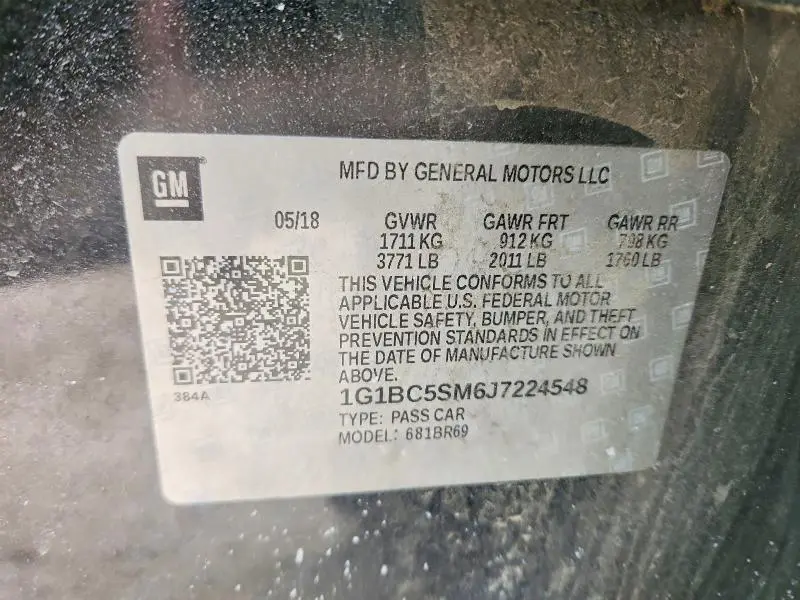 GM
MFD BY GENERAL MOTORS LLC
05/18 GVWR GAWR FRT GAWR RR
1711 KG 912 KG 798 KG
3771 LB 2011 LB 1760 LB
THIS VEHICLE CONFORMS TO ALL
APPLICABLE U.S. FEDERAL MOTOR
VEHICLE SAFETY, BUMPER, AND THEFT
PREVENTION STANDARDS IN EFFECT ON
THE DATE OF MANUFACTURE SHOWN
ABOVE.
384A
1G1BC5SM6J7224548
TYPE: PASS CAR
MODEL: 681BR69